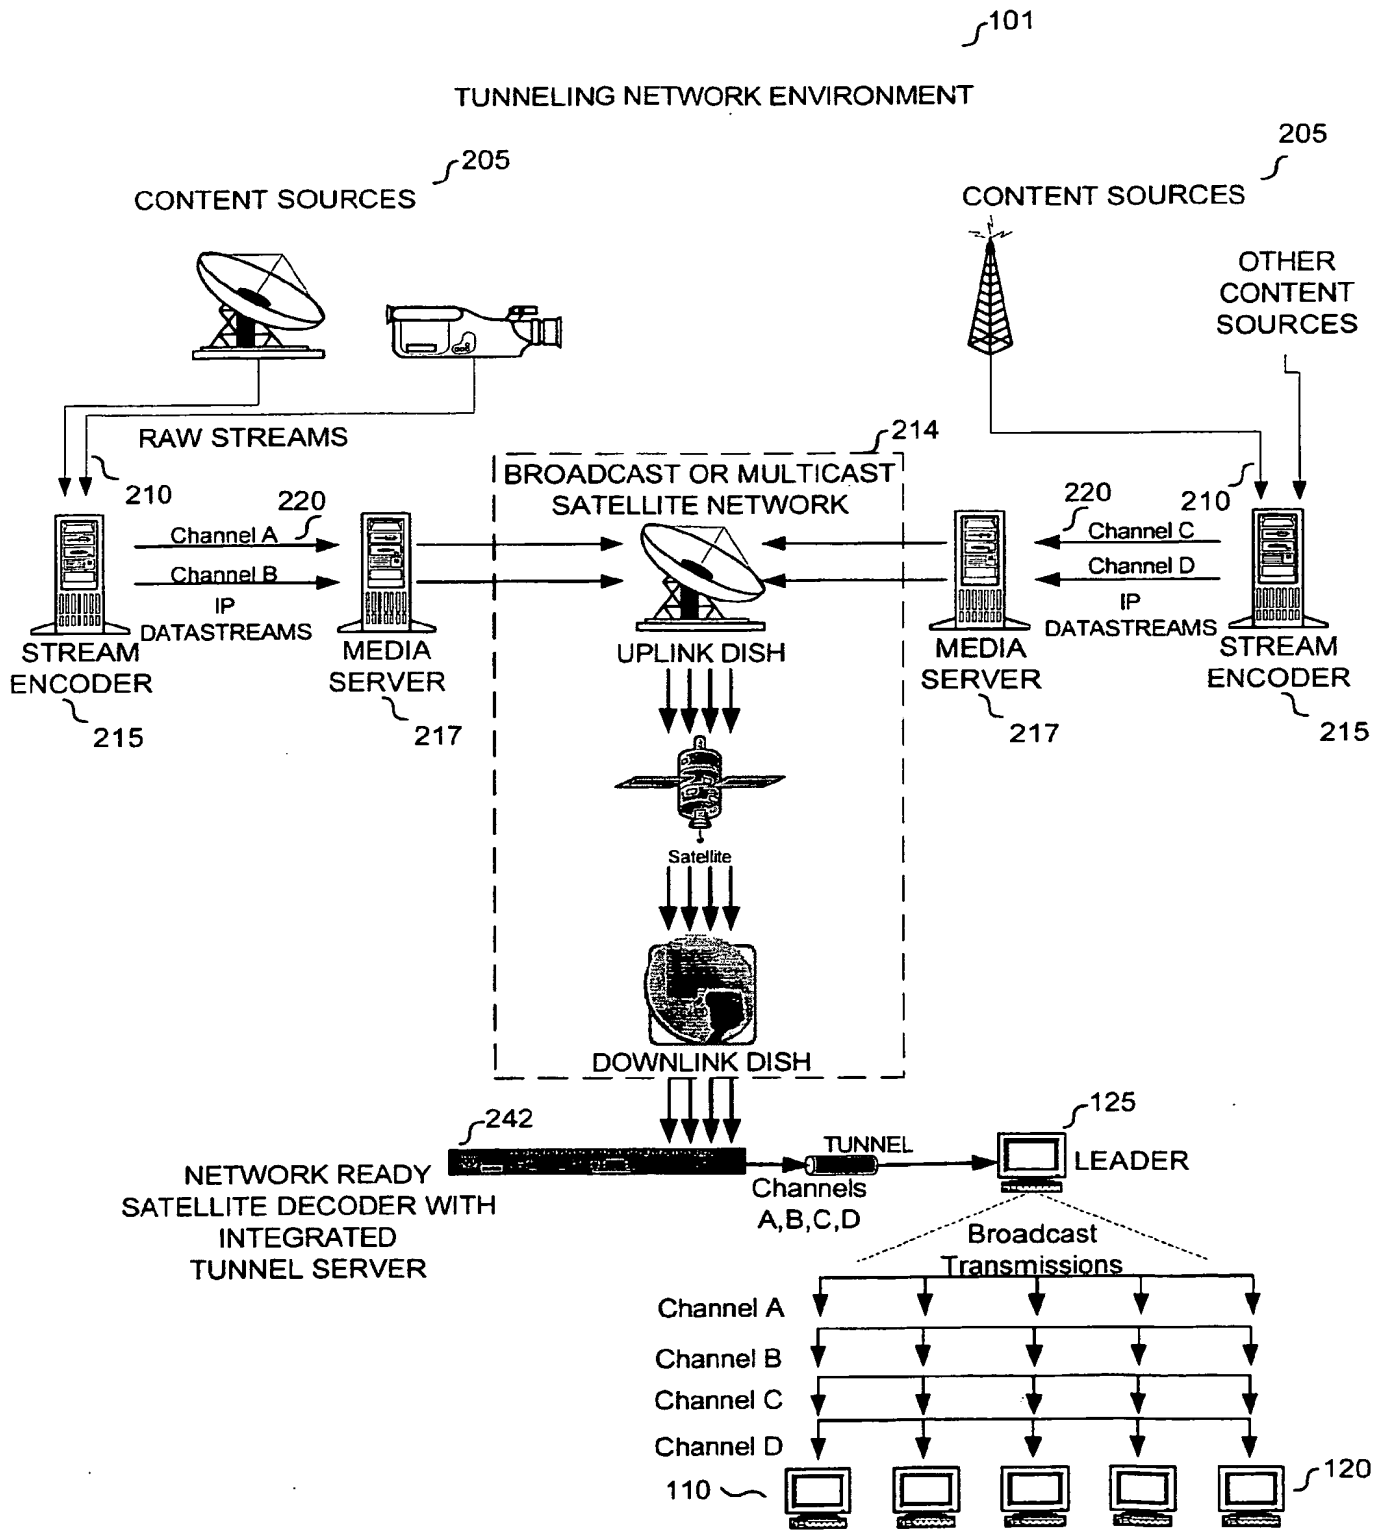 101
TUNNELING NETWORK ENVIRONMENT
205
CONTENT SOURCES
205
CONTENT SOURCES
OTHER
CONTENT
SOURCES
RAW STREAMS
210
214
BROADCAST OR MULTICAST
SATELLITE NETWORK
220
Channel A
Channel B
IP
DATASTREAMS
STREAM
ENCODER
215
MEDIA
SERVER
217
UPLINK DISH
220
210
Channel C
Channel D
IP
DATASTREAMS
MEDIA
SERVER
217
STREAM
ENCODER
215
Satellite
DOWNLINK DISH
242
NETWORK READY
SATELLITE DECODER WITH
INTEGRATED
TUNNEL SERVER
TUNNEL
Channels
A,B,C,D
125
LEADER
Broadcast
Transmissions
Channel A
Channel B
Channel C
Channel D
110
120